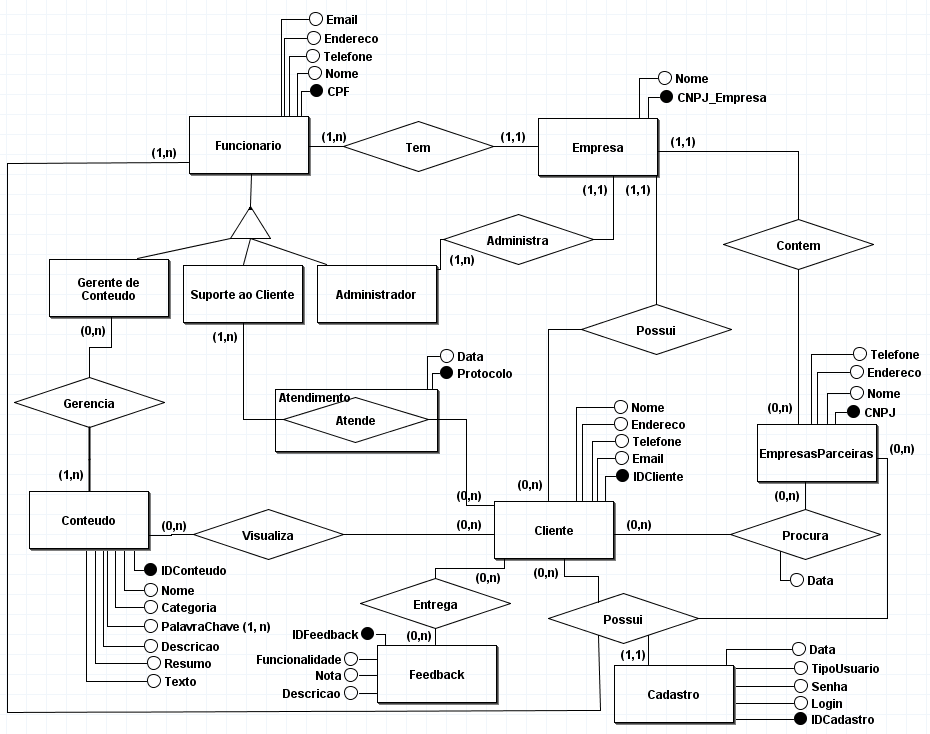 Email
Endereco
Telefone
Nome
CPF
Nome
CNPJ_Empresa
Funcionario
(1,n)
Tem
(1,1)
Empresa
(1,1)
(1,n)
(1,1)
(1,1)
Administra
(1,n)
Contem
Gerente de
Conteudo
Suporte ao Cliente
Administrador
(0,n)
(1,n)
Possui
Data
Protocolo
Telefone
Endereco
Nome
CNPJ
(0,n)
Gerencia
Atendimento
Atende
Nome
Endereco
Telefone
Email
IDCliente
EmpresasParceiras
(0,n)
(1,n)
(0,n)
(0,n)
(0,n)
Conteudo
(0,n)
Visualiza
(0,n)
Cliente
(0,n)
Procura
Data
IDConteudo
Nome
Categoria
PalavraChave (1, n)
Descricao
Resumo
Texto
(0,n)
(0,n)
Entrega
(0,n)
Possui
(1,1)
IDFeedback
Funcionalidade
Nota
Descricao
Feedback
Cadastro
Data
TipoUsuario
Senha
Login
IDCadastro